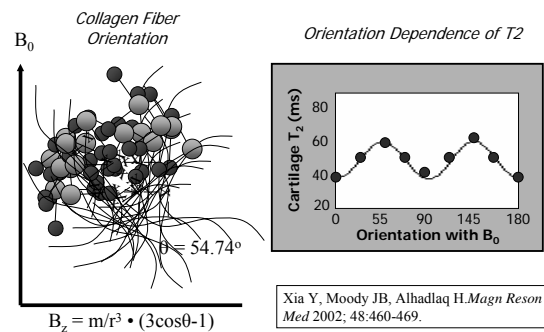 Collagen Fiber
Orientation
B₀
θ = 54.74º
B_z = m/r³ • (3cosθ-1)
Orientation Dependence of T2
Cartilage T₂ (ms)
80
60
40
20
0
55
90
145
180
Orientation with B₀
Xia Y, Moody JB, Alhadlaq H.Magn Reson
Med 2002; 48:460-469.